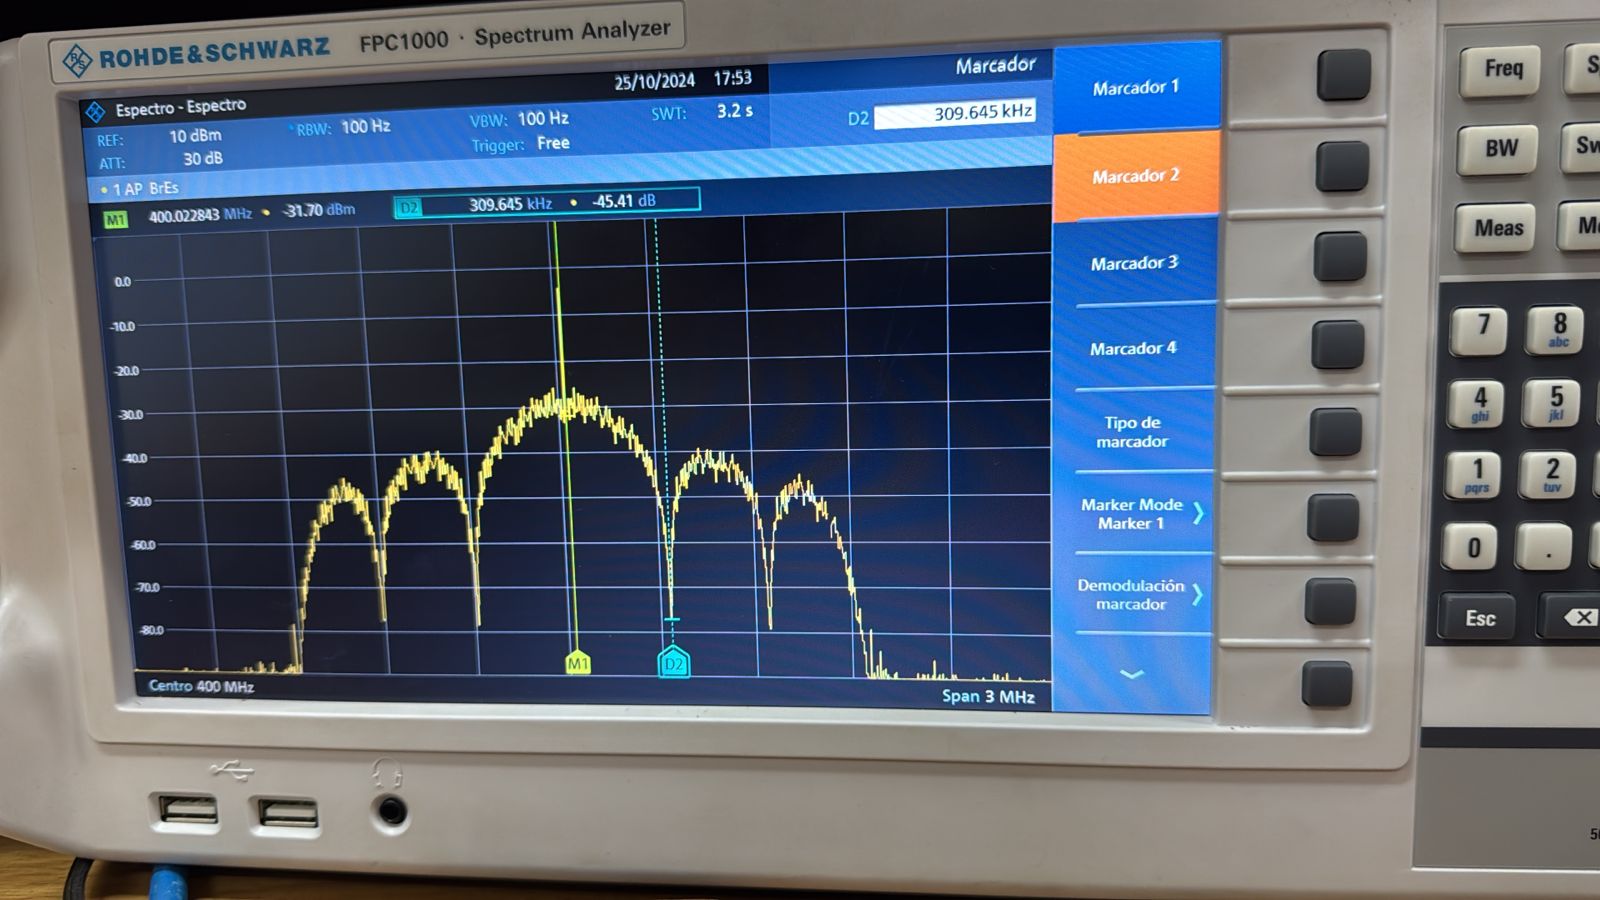 ROHDE & SCHWARZ FPC1000 · Spectrum Analyzer
25/10/2024 17:53
Marcador
Espectro - Espectro
REF: 10 dBm RBW: 100 Hz VBW: 100 Hz SWT: 3.2 s
D2 309.645 kHz
ATT: 30 dB Trigger: Free
1 AP BrEs
M1 400.022843 MHz -31.70 dBm D2 309.645 kHz -45.41 dB
0.0
-10.0
-20.0
-30.0
-40.0
-50.0
-60.0
-70.0
-80.0
M1 D2
Centro 400 MHz Span 3 MHz
Marcador 1
Marcador 2
Marcador 3
Marcador 4
Tipo de
marcador
Marker Mode
Marker 1
Demodulación
marcador
Freq
BW
Sw
Meas
7 8
abc
4 5
ghi jkl
1 2
pqrs tuv
0 .
Esc